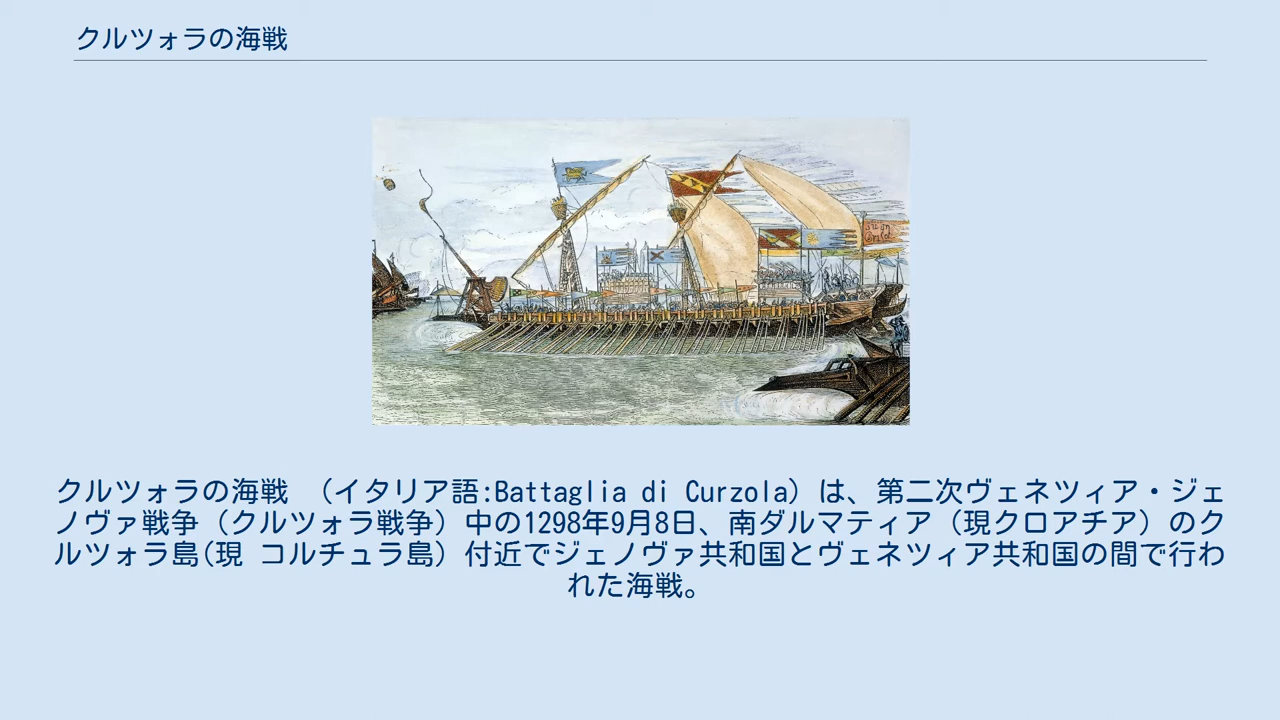 クルツォラの海戦
クルツォラの海戦 （イタリア語:Battaglia di Curzola）は、第二次ヴェネツィア・ジェ
ノヴァ戦争（クルツォラ戦争）中の1298年9月8日、南ダルマティア（現クロアチア）のク
ルツォラ島(現 コルチュラ島）付近でジェノヴァ共和国とヴェネツィア共和国の間で行わ
れた海戦。